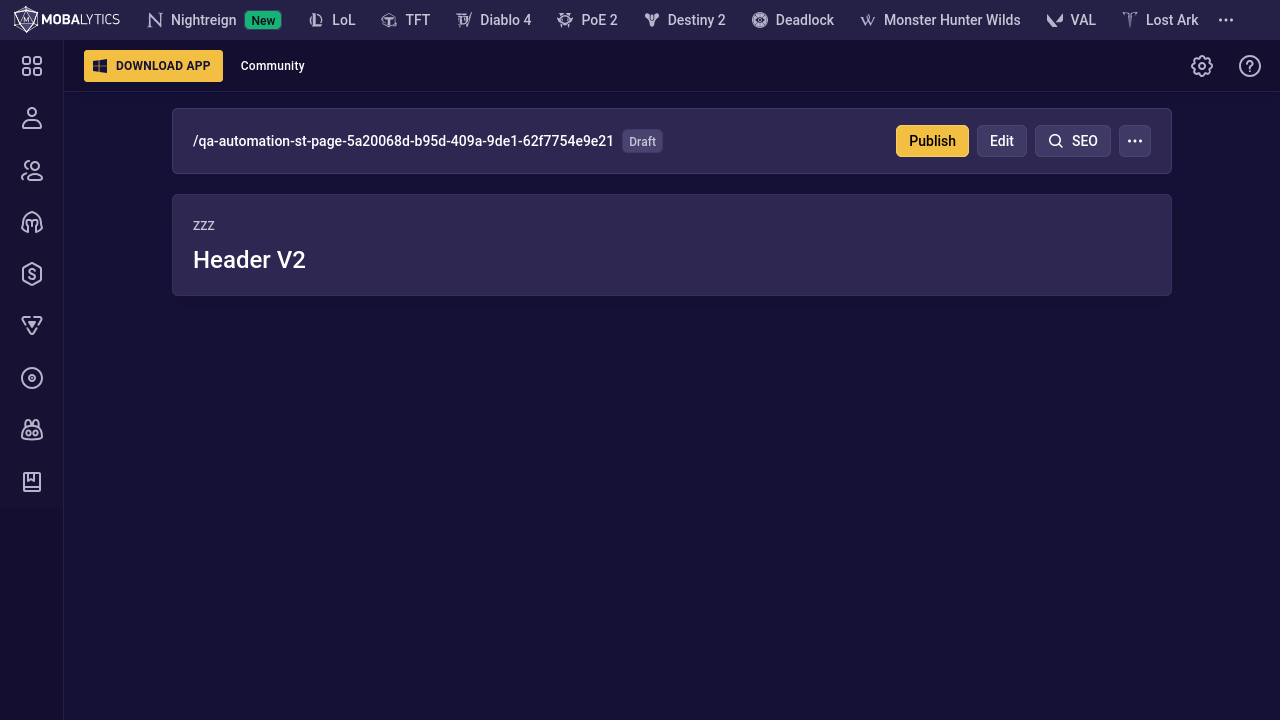 MOBALYTICS Nightreign New LoL TFT Diablo 4 PoE 2 Destiny 2 Deadlock Monster Hunter Wilds VAL Lost Ark
DOWNLOAD APP Community
/qa-automation-st-page-5a20068d-b95d-409a-9de1-62f7754e9e21 Draft Publish Edit SEO
zzz
Header V2